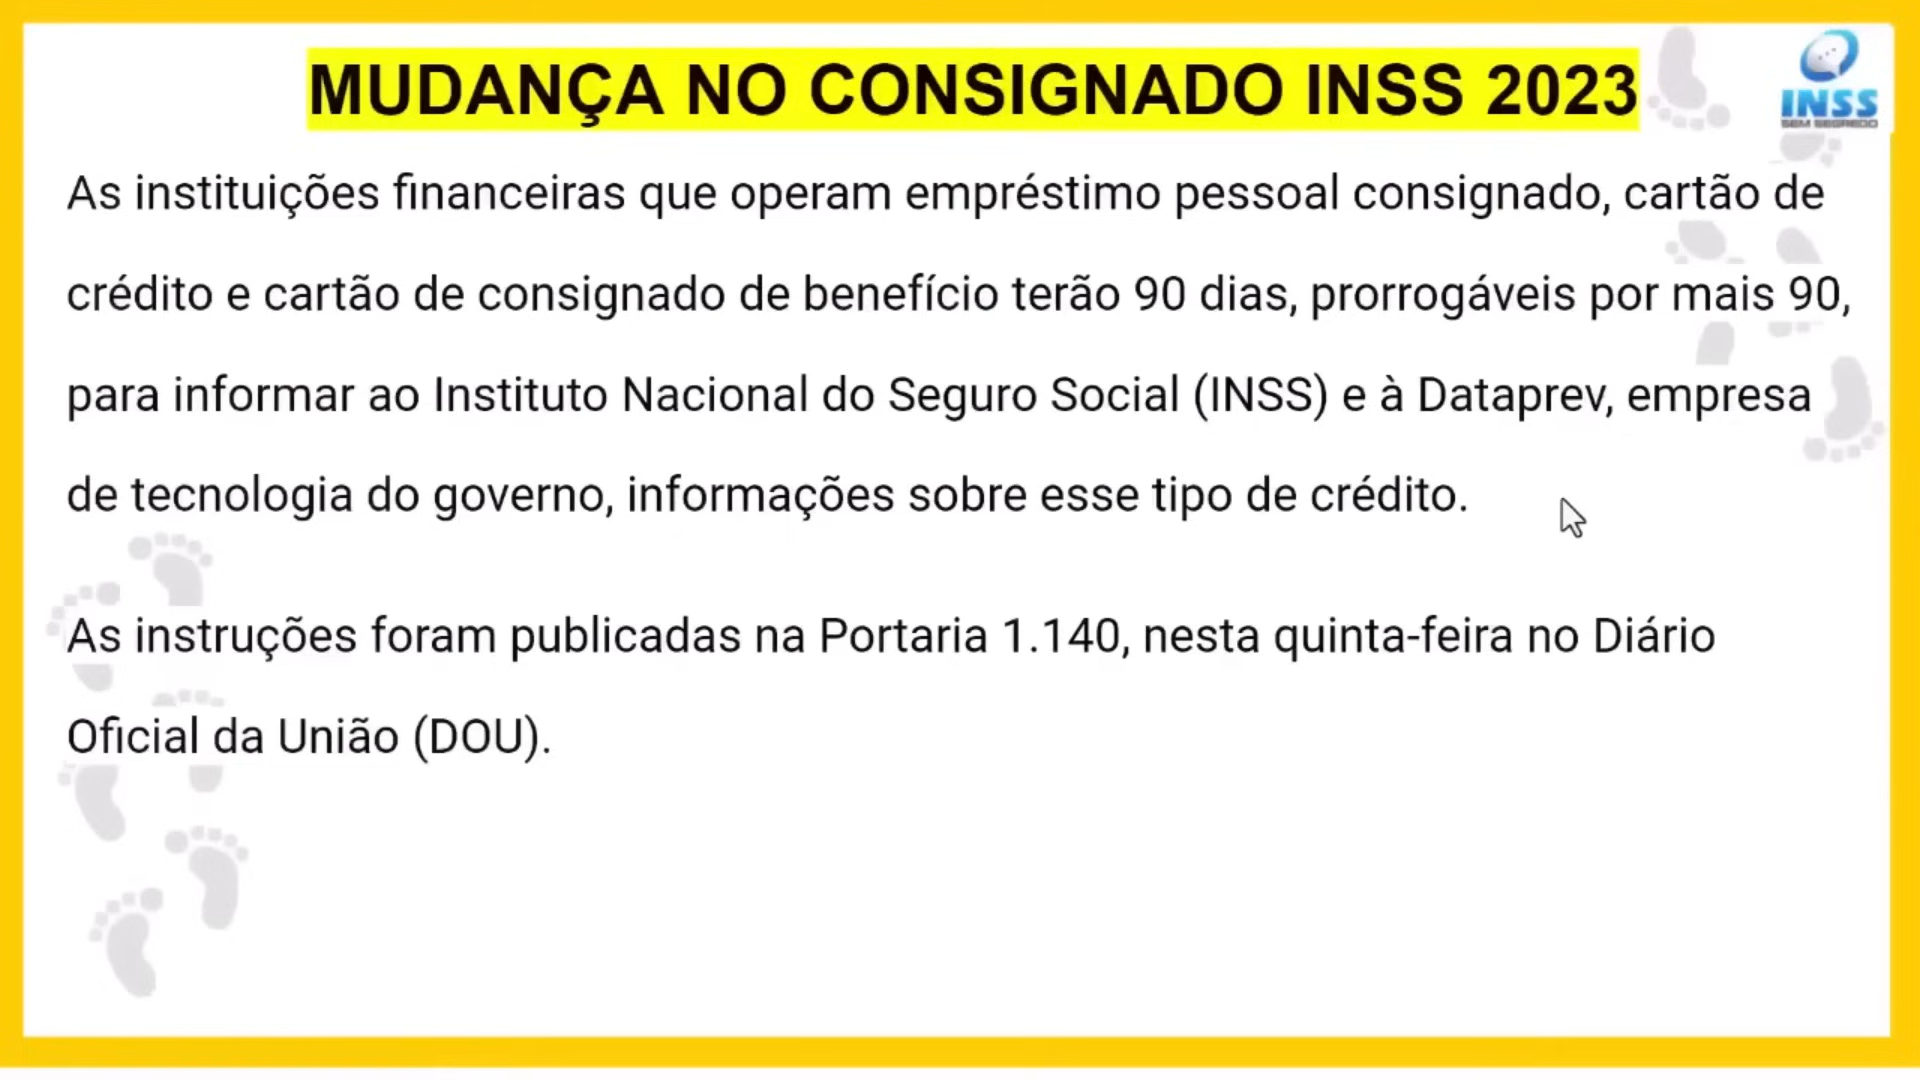 MUDANÇA NO CONSIGNADO INSS 2023
INSS
SEM SEGREDO
As instituições financeiras que operam empréstimo pessoal consignado, cartão de
crédito e cartão de consignado de benefício terão 90 dias, prorrogáveis por mais 90,
para informar ao Instituto Nacional do Seguro Social (INSS) e à Dataprev, empresa
de tecnologia do governo, informações sobre esse tipo de crédito.
As instruções foram publicadas na Portaria 1.140, nesta quinta-feira no Diário
Oficial da União (DOU).